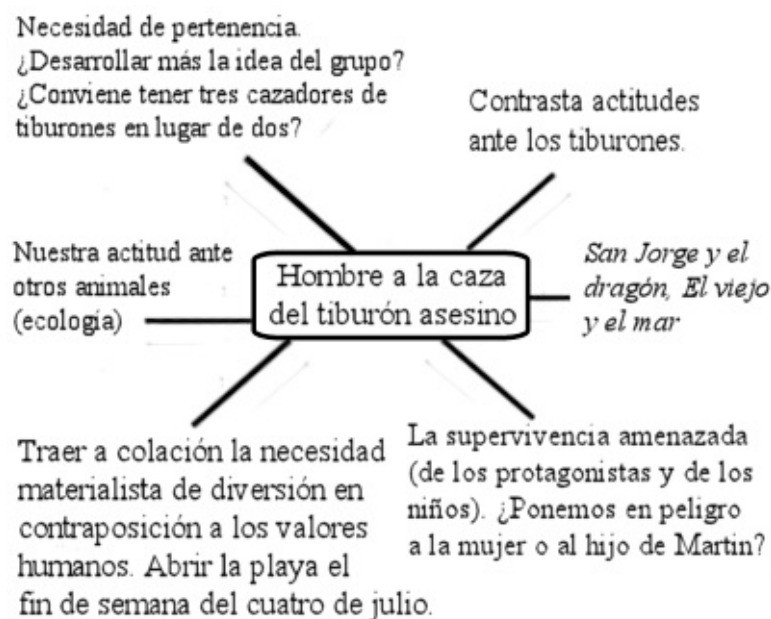 Necesidad de pertenencia.
¿Desarrollar más la idea del grupo?
¿Conviene tener tres cazadores de
tiburones en lugar de dos?
Contrasta actitudes
ante los tiburones.
Nuestra actitud ante
otros animales
(ecología)
Hombre a la caza
del tiburón asesino
San Jorge y el
dragón, El viejo
y el mar
Traer a colación la necesidad
materialista de diversión en
contraposición a los valores
humanos. Abrir la playa el
fin de semana del cuatro de julio.
La supervivencia amenazada
(de los protagonistas y de los
niños). ¿Ponemos en peligro
a la mujer o al hijo de Martin?